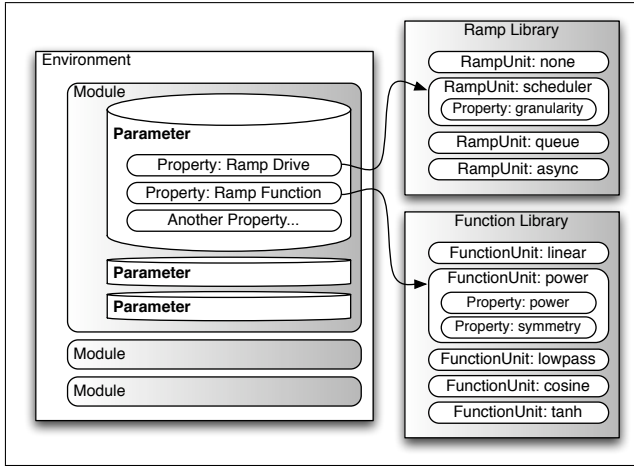 Environment
Module
Parameter
Property: Ramp Drive
Property: Ramp Function
Another Property...
Parameter
Parameter
Module
Module
Ramp Library
RampUnit: none
RampUnit: scheduler
Property: granularity
RampUnit: queue
RampUnit: async
Function Library
FunctionUnit: linear
FunctionUnit: power
Property: power
Property: symmetry
FunctionUnit: lowpass
FunctionUnit: cosine
FunctionUnit: tanh